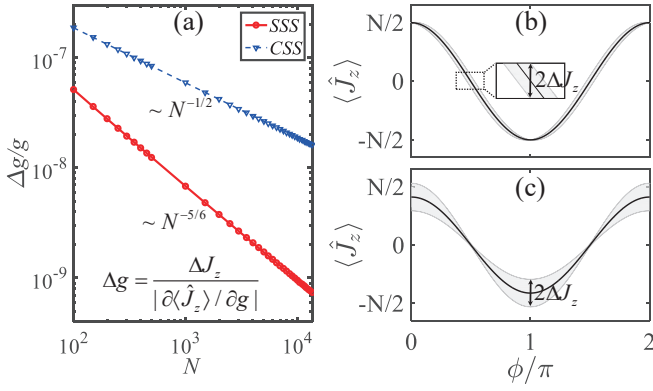 (a)
SSS
CSS
10^{-7}
10^{-8}
10^{-9}
Δg/g
~ N^{-1/2}
~ N^{-5/6}
Δg = ΔJ_z / | ∂⟨Ĵ_z⟩ / ∂g |
10^2
10^3
10^4
N
(b)
N/2
0
-N/2
⟨Ĵ_z⟩
2ΔJ_z
(c)
N/2
0
-N/2
⟨Ĵ_z⟩
2ΔJ_z
0
1
2
ϕ/π